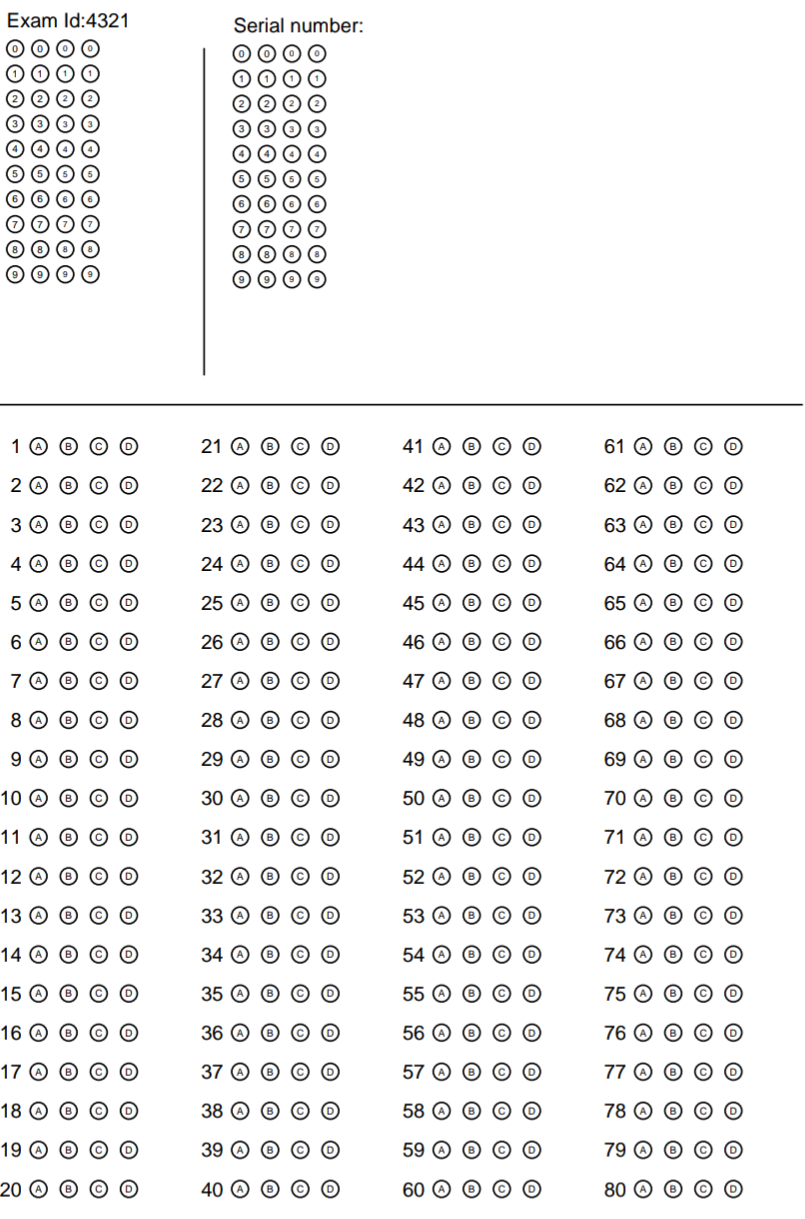 Exam Id:4321
0 0 0 0
1 1 1 1
2 2 2 2
3 3 3 3
4 4 4 4
5 5 5 5
6 6 6 6
7 7 7 7
8 8 8 8
9 9 9 9
Serial number:
0 0 0 0
1 1 1 1
2 2 2 2
3 3 3 3
4 4 4 4
5 5 5 5
6 6 6 6
7 7 7 7
8 8 8 8
9 9 9 9
1 A B C D
2 A B C D
3 A B C D
4 A B C D
5 A B C D
6 A B C D
7 A B C D
8 A B C D
9 A B C D
10 A B C D
11 A B C D
12 A B C D
13 A B C D
14 A B C D
15 A B C D
16 A B C D
17 A B C D
18 A B C D
19 A B C D
20 A B C D
21 A B C D
22 A B C D
23 A B C D
24 A B C D
25 A B C D
26 A B C D
27 A B C D
28 A B C D
29 A B C D
30 A B C D
31 A B C D
32 A B C D
33 A B C D
34 A B C D
35 A B C D
36 A B C D
37 A B C D
38 A B C D
39 A B C D
40 A B C D
41 A B C D
42 A B C D
43 A B C D
44 A B C D
45 A B C D
46 A B C D
47 A B C D
48 A B C D
49 A B C D
50 A B C D
51 A B C D
52 A B C D
53 A B C D
54 A B C D
55 A B C D
56 A B C D
57 A B C D
58 A B C D
59 A B C D
60 A B C D
61 A B C D
62 A B C D
63 A B C D
64 A B C D
65 A B C D
66 A B C D
67 A B C D
68 A B C D
69 A B C D
70 A B C D
71 A B C D
72 A B C D
73 A B C D
74 A B C D
75 A B C D
76 A B C D
77 A B C D
78 A B C D
79 A B C D
80 A B C D